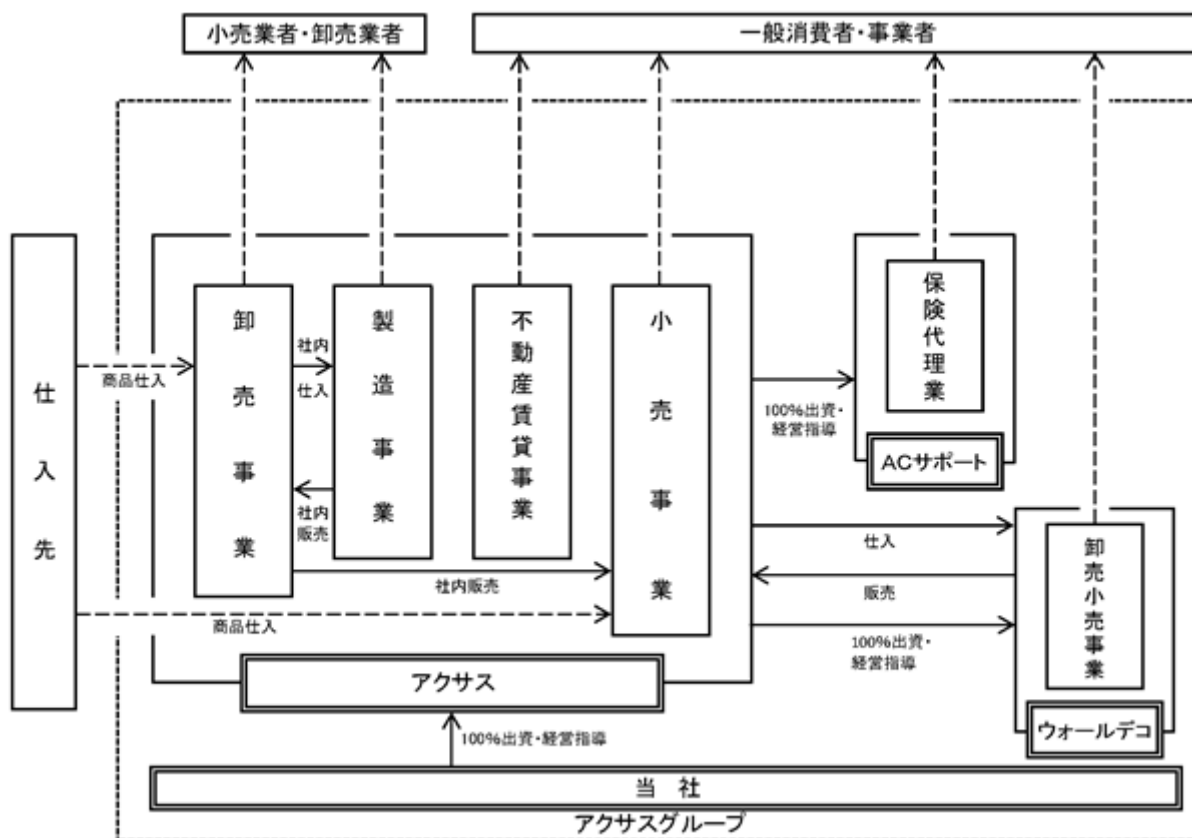 小売業者・卸売業者
一般消費者・事業者
仕入先
商品仕入
卸売事業
社内
仕入
社内
販売
製造事業
不動産賃貸事業
小売事業
社内販売
商品仕入
アクサス
100%出資・経営指導
100%出資・
経営指導
保険代理業
ACサポート
仕入
販売
100%出資・
経営指導
卸売小売事業
ウォールデコ
当社
アクサスグループ